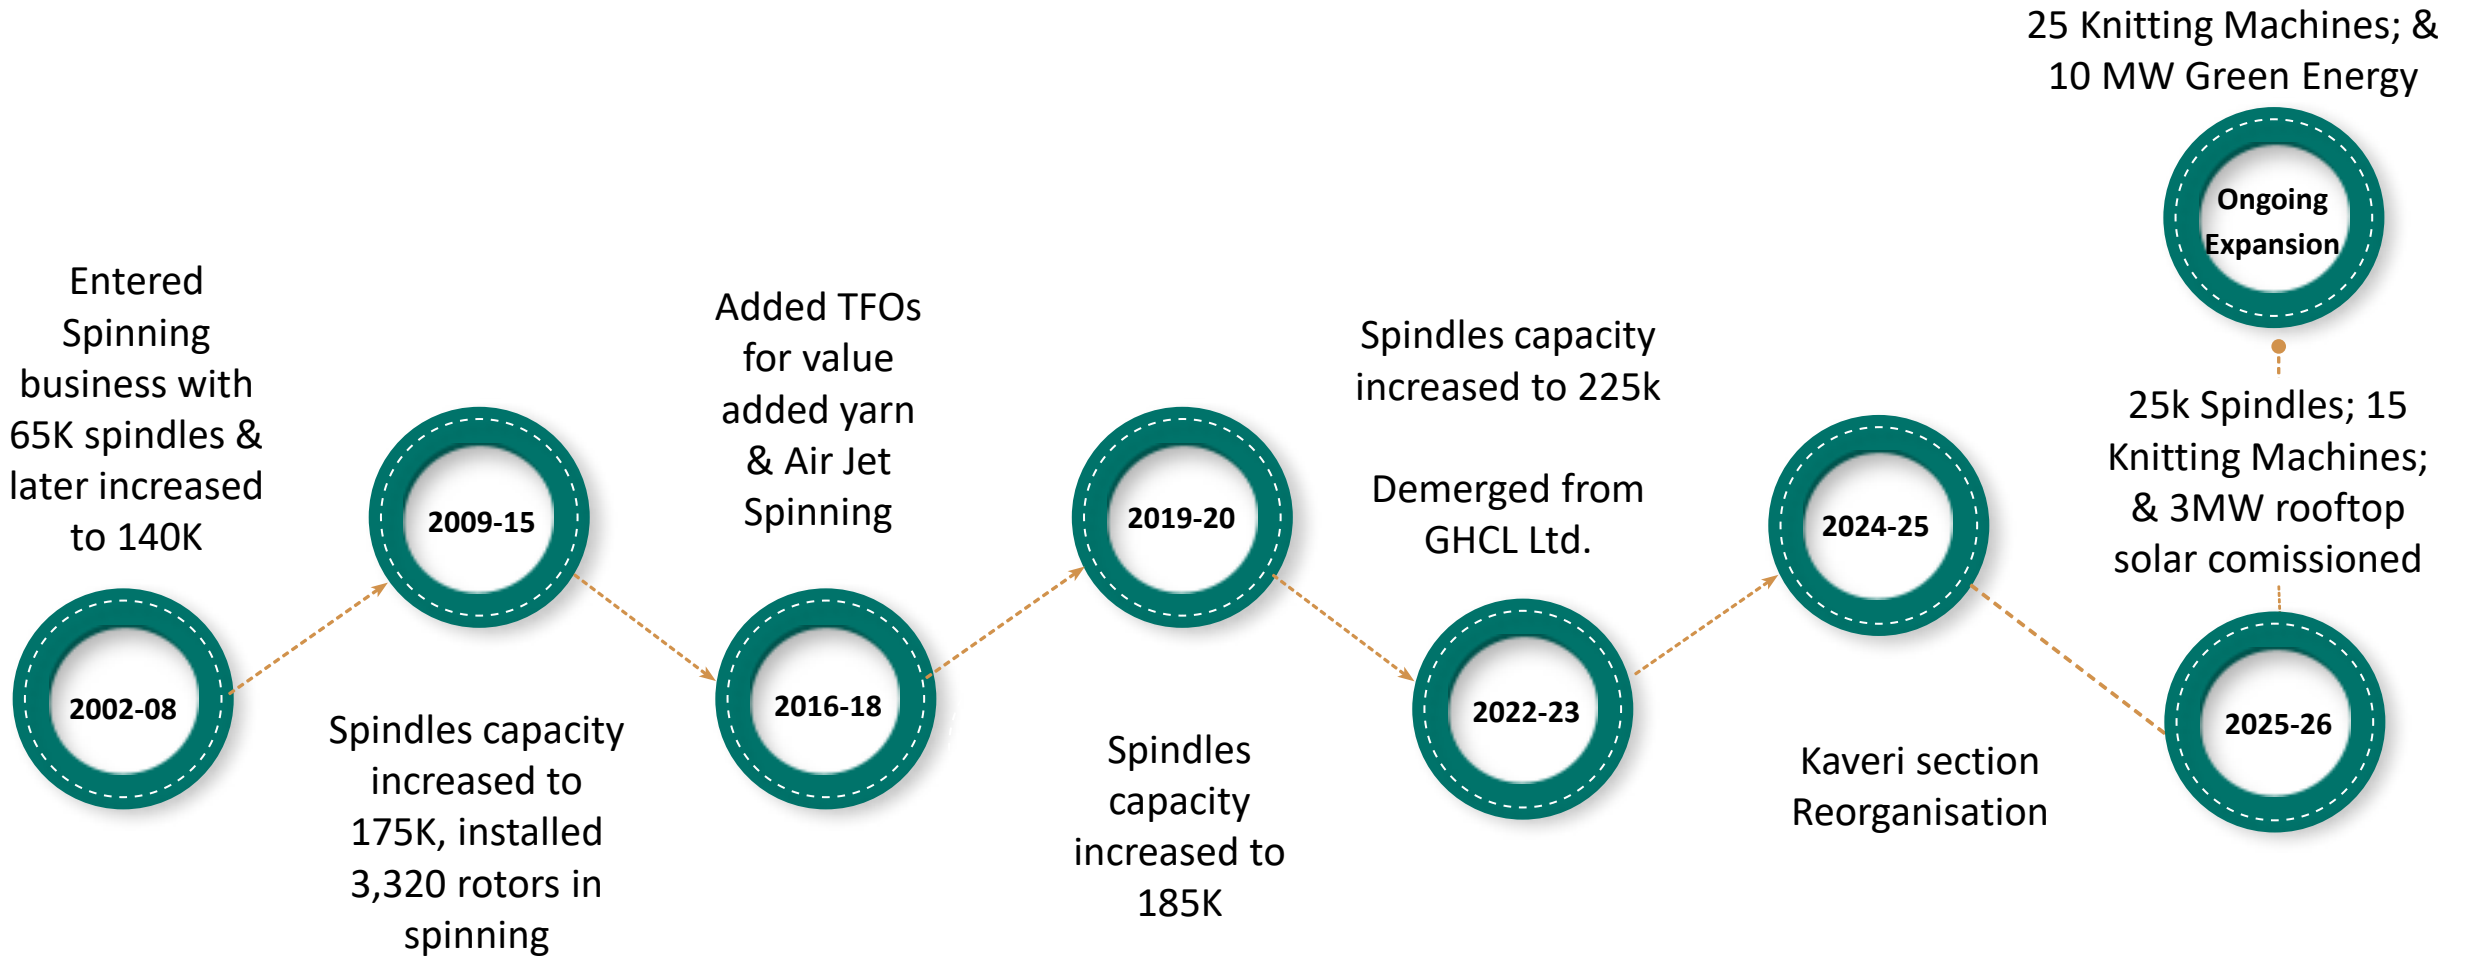 Entered
Spinning
business with
65K spindles &
later increased
to 140K
2002-08
2009-15
Spindles capacity
increased to
175K, installed
3,320 rotors in
spinning
Added TFOs
for value
added yarn
& Air Jet
Spinning
2016-18
2019-20
Spindles
capacity
increased to
185K
Spindles capacity
increased to 225k
Demerged from
GHCL Ltd.
2022-23
2024-25
Kaveri section
Reorganisation
25k Spindles; 15
Knitting Machines;
& 3MW rooftop
solar comissioned
2025-26
25 Knitting Machines; &
10 MW Green Energy
Ongoing
Expansion